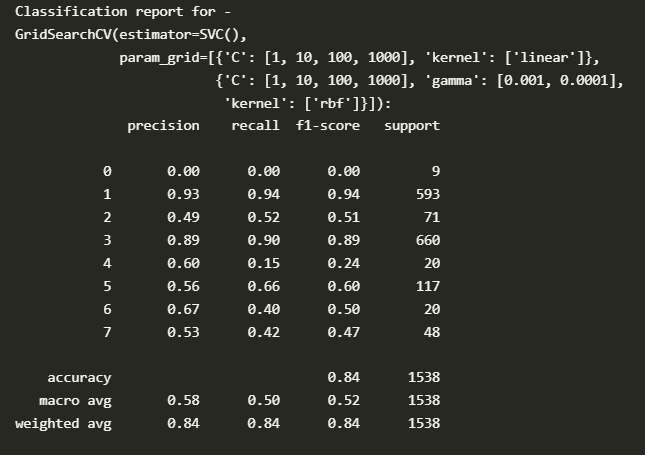 Classification report for -
GridSearchCV(estimator=SVC(),
             param_grid=[{'C': [1, 10, 100, 1000], 'kernel': ['linear']},
                         {'C': [1, 10, 100, 1000], 'gamma': [0.001, 0.0001],
                          'kernel': ['rbf']}]):
              precision    recall  f1-score   support

           0       0.00      0.00      0.00         9
           1       0.93      0.94      0.94       593
           2       0.49      0.52      0.51        71
           3       0.89      0.90      0.89       660
           4       0.60      0.15      0.24        20
           5       0.56      0.66      0.60       117
           6       0.67      0.40      0.50        20
           7       0.53      0.42      0.47        48

    accuracy                           0.84      1538
   macro avg       0.58      0.50      0.52      1538
weighted avg       0.84      0.84      0.84      1538